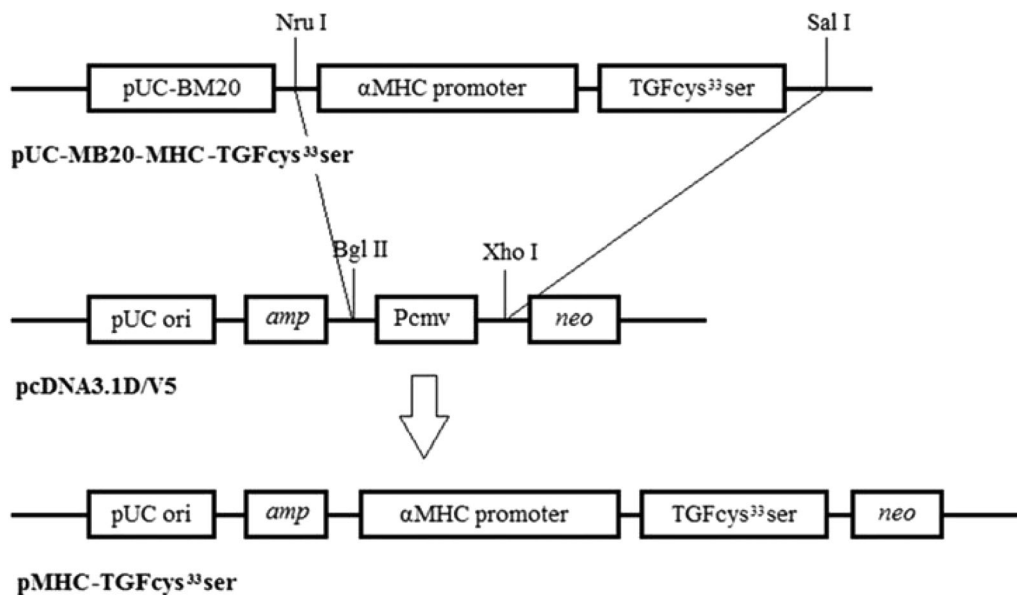 Nru I Sal I
pUC-BM20 αMHC promoter TGFcys³³ser
pUC-MB20-MHC-TGFcys³³ser
Bgl II Xho I
pUC ori amp Pcmv neo
pcDNA3.1D/V5
pUC ori amp αMHC promoter TGFcys³³ser neo
pMHC-TGFcys³³ser